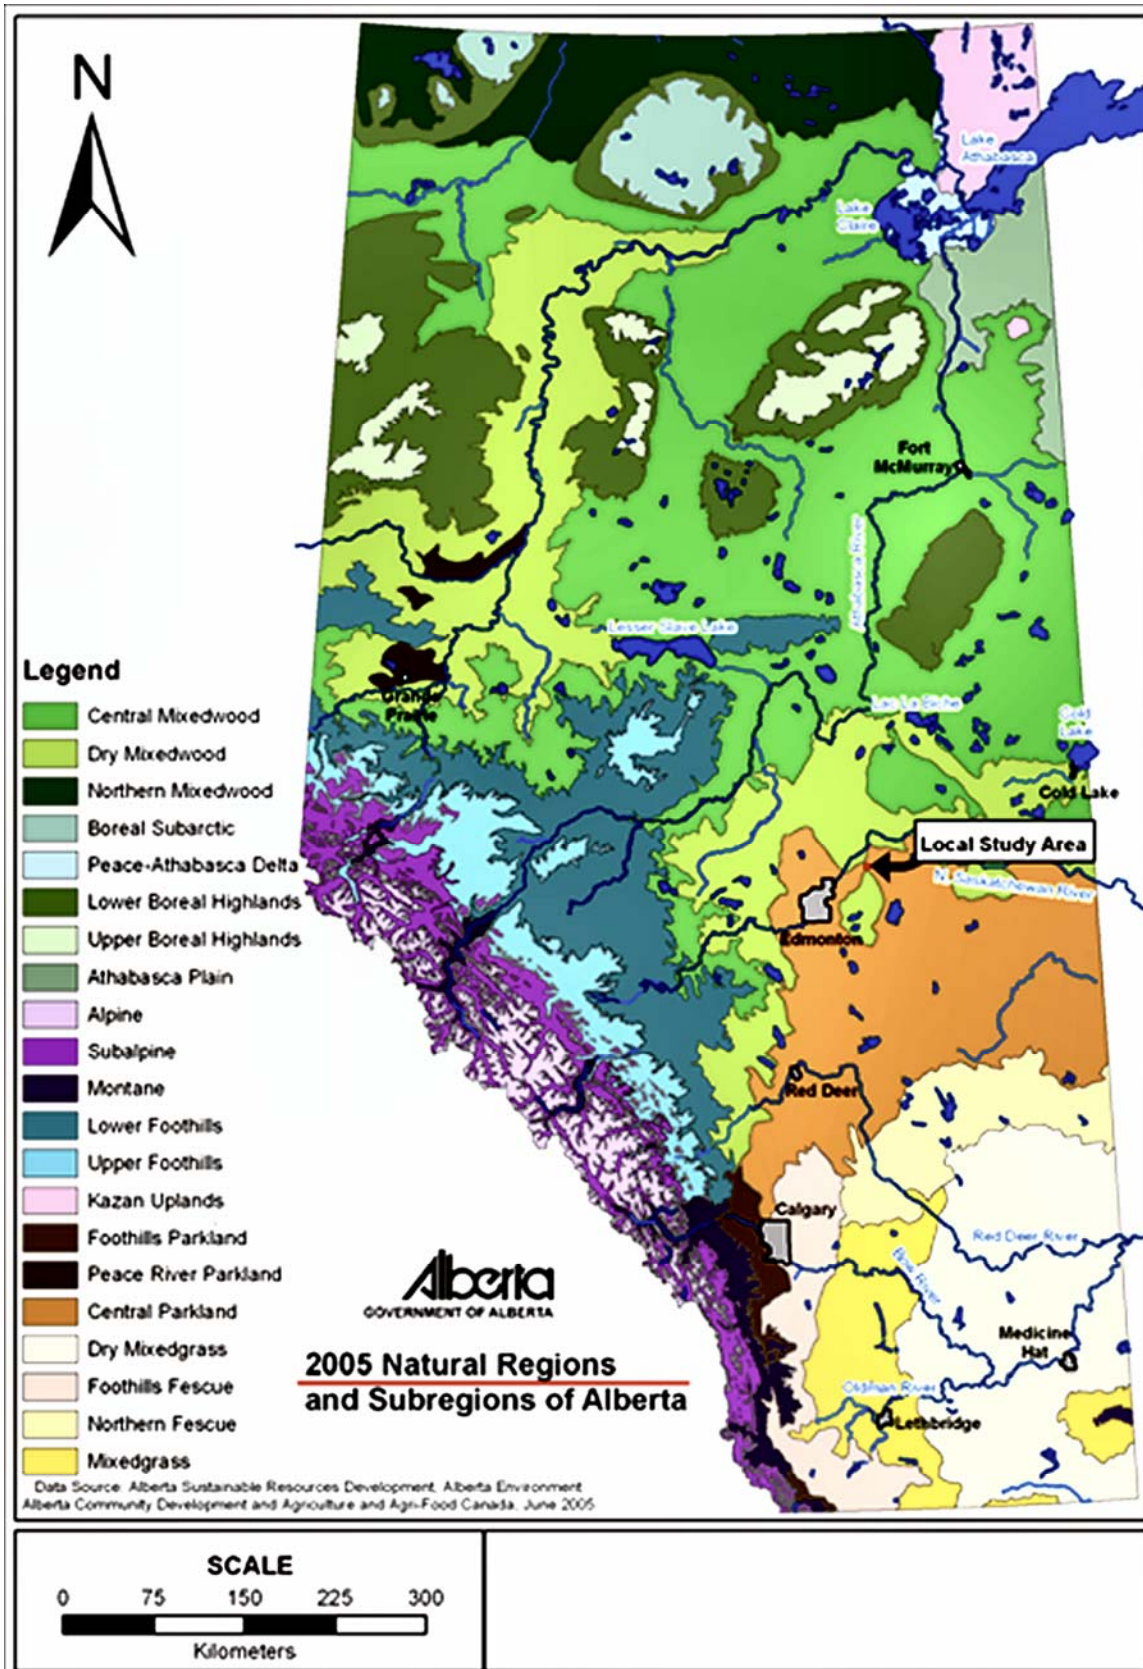 N
Lake
Athabasca
Lake
Claire
Fort
McMurray
Athabasca River
Lesser Slave Lake
Grande
Prairie
Lac La Biche
Cold
Lake
Cold Lake
Local Study Area
N. Saskatchewan River
Edmonton
Red Deer
Calgary
Red Deer River
Bow River
Medicine
Hat
Oldman River
Lethbridge
Legend
Central Mixedwood
Dry Mixedwood
Northern Mixedwood
Boreal Subarctic
Peace-Athabasca Delta
Lower Boreal Highlands
Upper Boreal Highlands
Athabasca Plain
Alpine
Subalpine
Montane
Lower Foothills
Upper Foothills
Kazan Uplands
Foothills Parkland
Peace River Parkland
Central Parkland
Dry Mixedgrass
Foothills Fescue
Northern Fescue
Mixedgrass
Alberta
GOVERNMENT OF ALBERTA
2005 Natural Regions
and Subregions of Alberta
Data Source: Alberta Sustainable Resources Development, Alberta Environment
Alberta Community Development and Agriculture and Agri-Food Canada, June 2005
SCALE
0 75 150 225 300
Kilometers